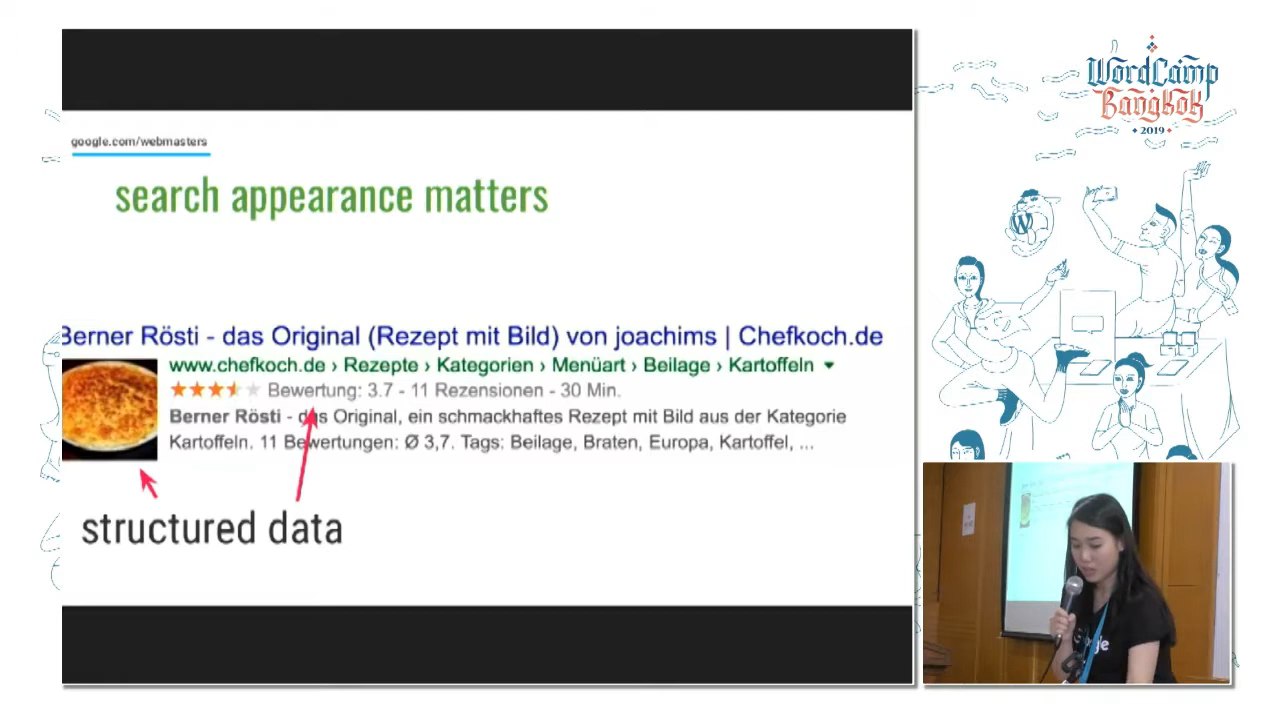 google.com/webmasters
search appearance matters
Berner Rösti - das Original (Rezept mit Bild) von joachims | Chefkoch.de
www.chefkoch.de › Rezepte › Kategorien › Menüart › Beilage › Kartoffeln
Bewertung: 3.7 - 11 Rezensionen - 30 Min.
Berner Rösti - das Original, ein schmackhaftes Rezept mit Bild aus der Kategorie
Kartoffeln. 11 Bewertungen: Ø 3,7. Tags: Beilage, Braten, Europa, Kartoffel, ...
structured data
WordCamp
Bangkok
2019